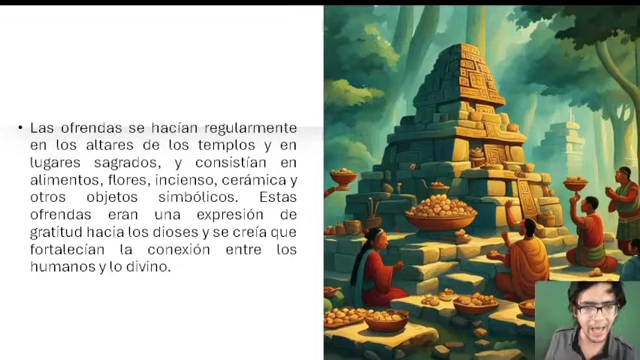 • Las ofrendas se hacían regularmente
en los altares de los templos y en
lugares sagrados, y consistían en
alimentos, flores, incienso, cerámica y
otros objetos simbólicos. Estas
ofrendas eran una expresión de
gratitud hacia los dioses y se creía que
fortalecían la conexión entre los
humanos y lo divino.